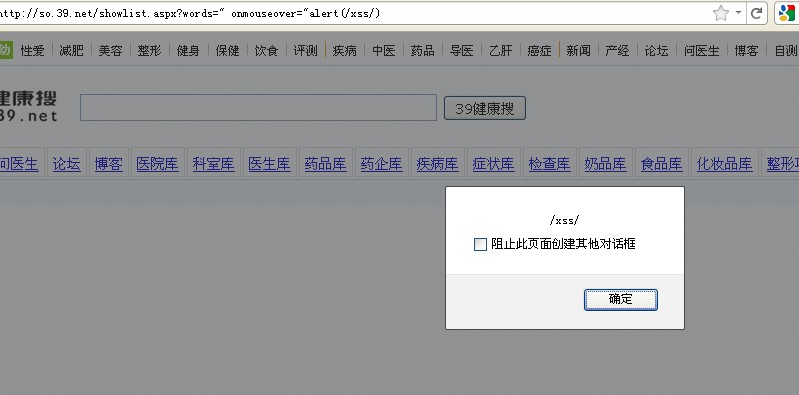 http://so.39.net/showlist.aspx?words=" onmouseover="alert(/xss/)
性爱 减肥 美容 整形 健身 保健 饮食 评测 疾病 中医 药品 导医 乙肝 癌症 新闻 产经 论坛 问医生 博客 自测
健康搜
39.net
39健康搜
问医生 论坛 博客 医院库 科室库 医生库 药品库 药企库 疾病库 症状库 检查库 奶品库 食品库 化妆品库 整形项
/xss/
阻止此页面创建其他对话框
确定